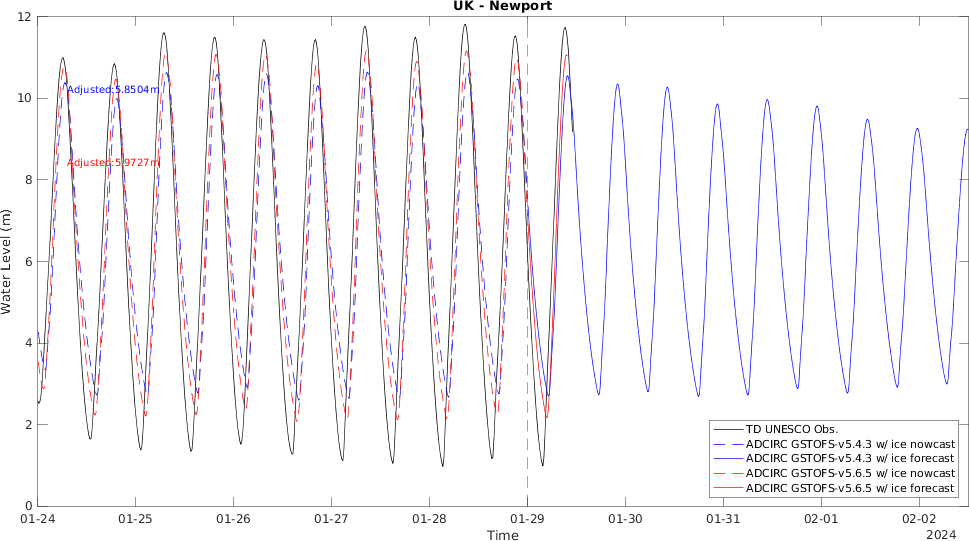 UK - Newport
Water Level (m)
12
10
8
6
4
2
0
Adjusted:5.8504m
Adjusted:5.9727m
TD UNESCO Obs.
ADCIRC GSTOFS-v5.4.3 w/ ice nowcast
ADCIRC GSTOFS-v5.4.3 w/ ice forecast
ADCIRC GSTOFS-v5.6.5 w/ ice nowcast
ADCIRC GSTOFS-v5.6.5 w/ ice forecast
01-24 01-25 01-26 01-27 01-28 01-29 01-30 01-31 02-01 02-02
Time
2024